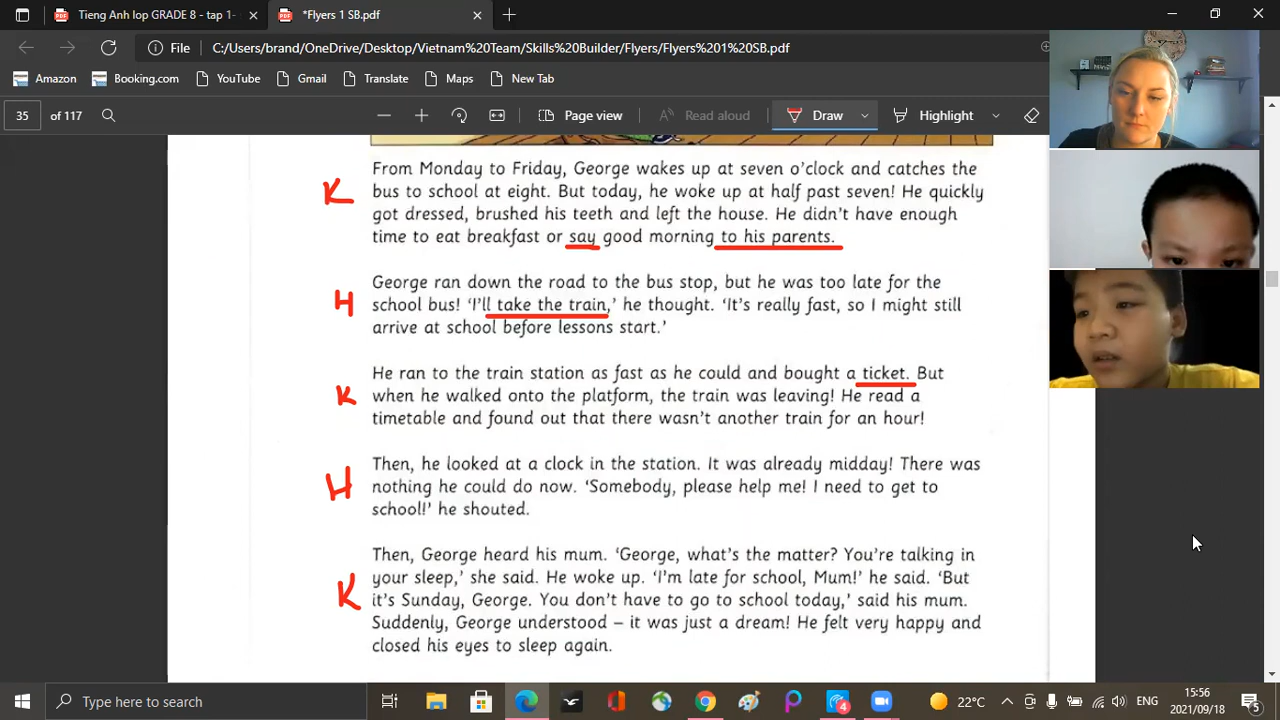 Tieng Anh lop GRADE 8 - tap 1-
*Flyers 1 SB.pdf
File C:/Users/brand/OneDrive/Desktop/Vietnam%20Team/Skills%20Builder/Flyers/Flyers%201%20SB.pdf
Amazon Booking.com YouTube Gmail Translate Maps New Tab
35 of 117 Page view Read aloud Draw Highlight
From Monday to Friday, George wakes up at seven o'clock and catches the
K
bus to school at eight. But today, he woke up at half past seven! He quickly
got dressed, brushed his teeth and left the house. He didn't have enough
time to eat breakfast or say good morning to his parents.
George ran down the road to the bus stop, but he was too late for the
H
school bus! 'I'll take the train,' he thought. 'It's really fast, so I might still
arrive at school before lessons start.'
He ran to the train station as fast as he could and bought a ticket. But
K
when he walked onto the platform, the train was leaving! He read a
timetable and found out that there wasn't another train for an hour!
Then, he looked at a clock in the station. It was already midday! There was
H
nothing he could do now. 'Somebody, please help me! I need to get to
school!' he shouted.
Then, George heard his mum. 'George, what's the matter? You're talking in
your sleep,' she said. He woke up. 'I'm late for school, Mum!' he said. 'But
K
it's Sunday, George. You don't have to go to school today,' said his mum.
Suddenly, George understood – it was just a dream! He felt very happy and
closed his eyes to sleep again.
Type here to search
4
22°C
ENG
15:56
2021/09/18
5